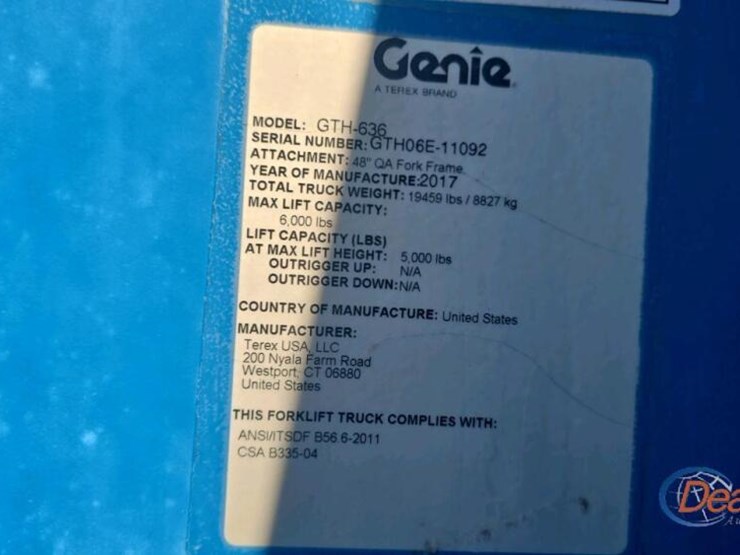 Genie
A TEREX BRAND
MODEL: GTH-636
SERIAL NUMBER: GTH06E-11092
ATTACHMENT: 48" QA Fork Frame
YEAR OF MANUFACTURE: 2017
TOTAL TRUCK WEIGHT: 19459 lbs / 8827 kg
MAX LIFT CAPACITY:
6,000 lbs
LIFT CAPACITY (LBS)
AT MAX LIFT HEIGHT: 5,000 lbs
OUTRIGGER UP: N/A
OUTRIGGER DOWN: N/A
COUNTRY OF MANUFACTURE: United States
MANUFACTURER:
Terex USA, LLC
200 Nyala Farm Road
Westport, CT 06880
United States
THIS FORKLIFT TRUCK COMPLIES WITH:
ANSI/ITSDF B56.6-2011
CSA B335-04
Dea